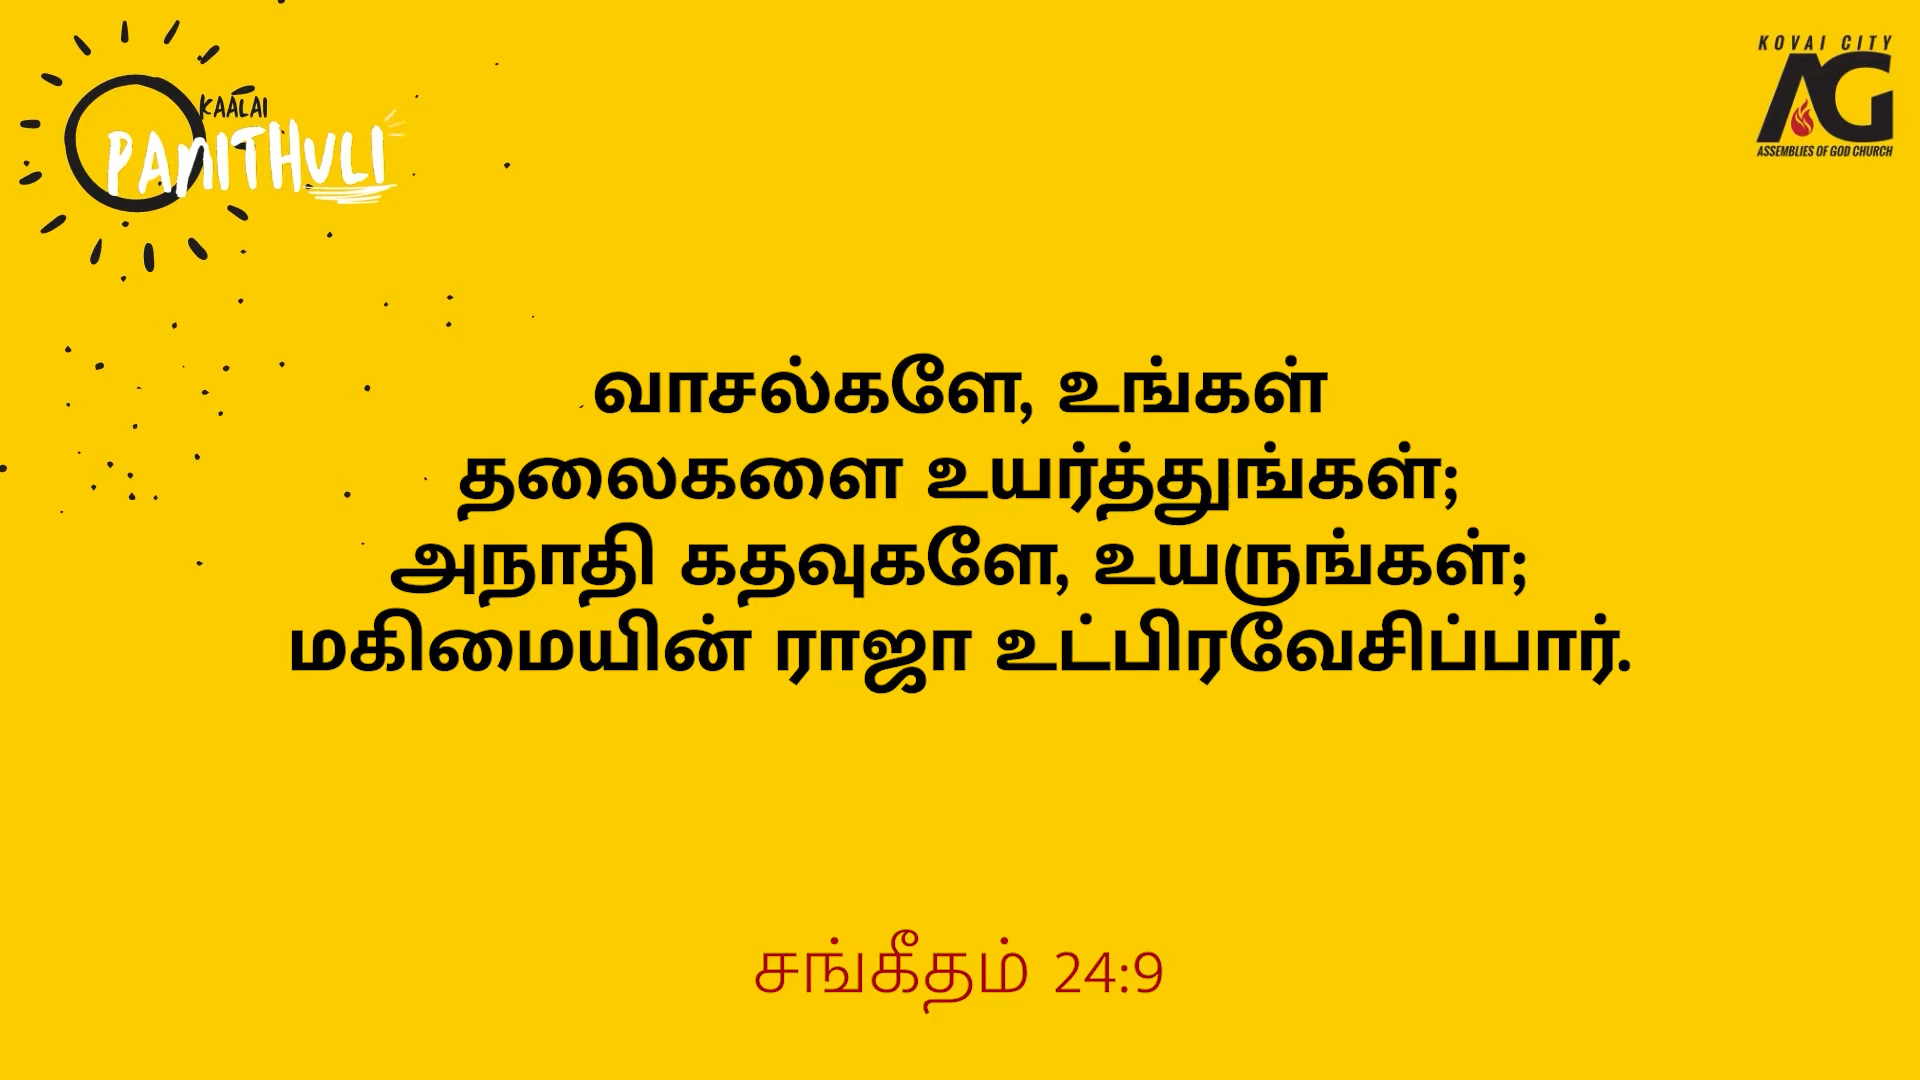 KAALAI
PANITHULI
KOVAI CITY
AG
ASSEMBLIES OF GOD CHURCH
வாசல்களே, உங்கள்
தலைகளை உயர்த்துங்கள்;
அநாதி கதவுகளே, உயருங்கள்;
மகிமையின் ராஜா உட்பிரவேசிப்பார்.
சங்கீதம் 24:9